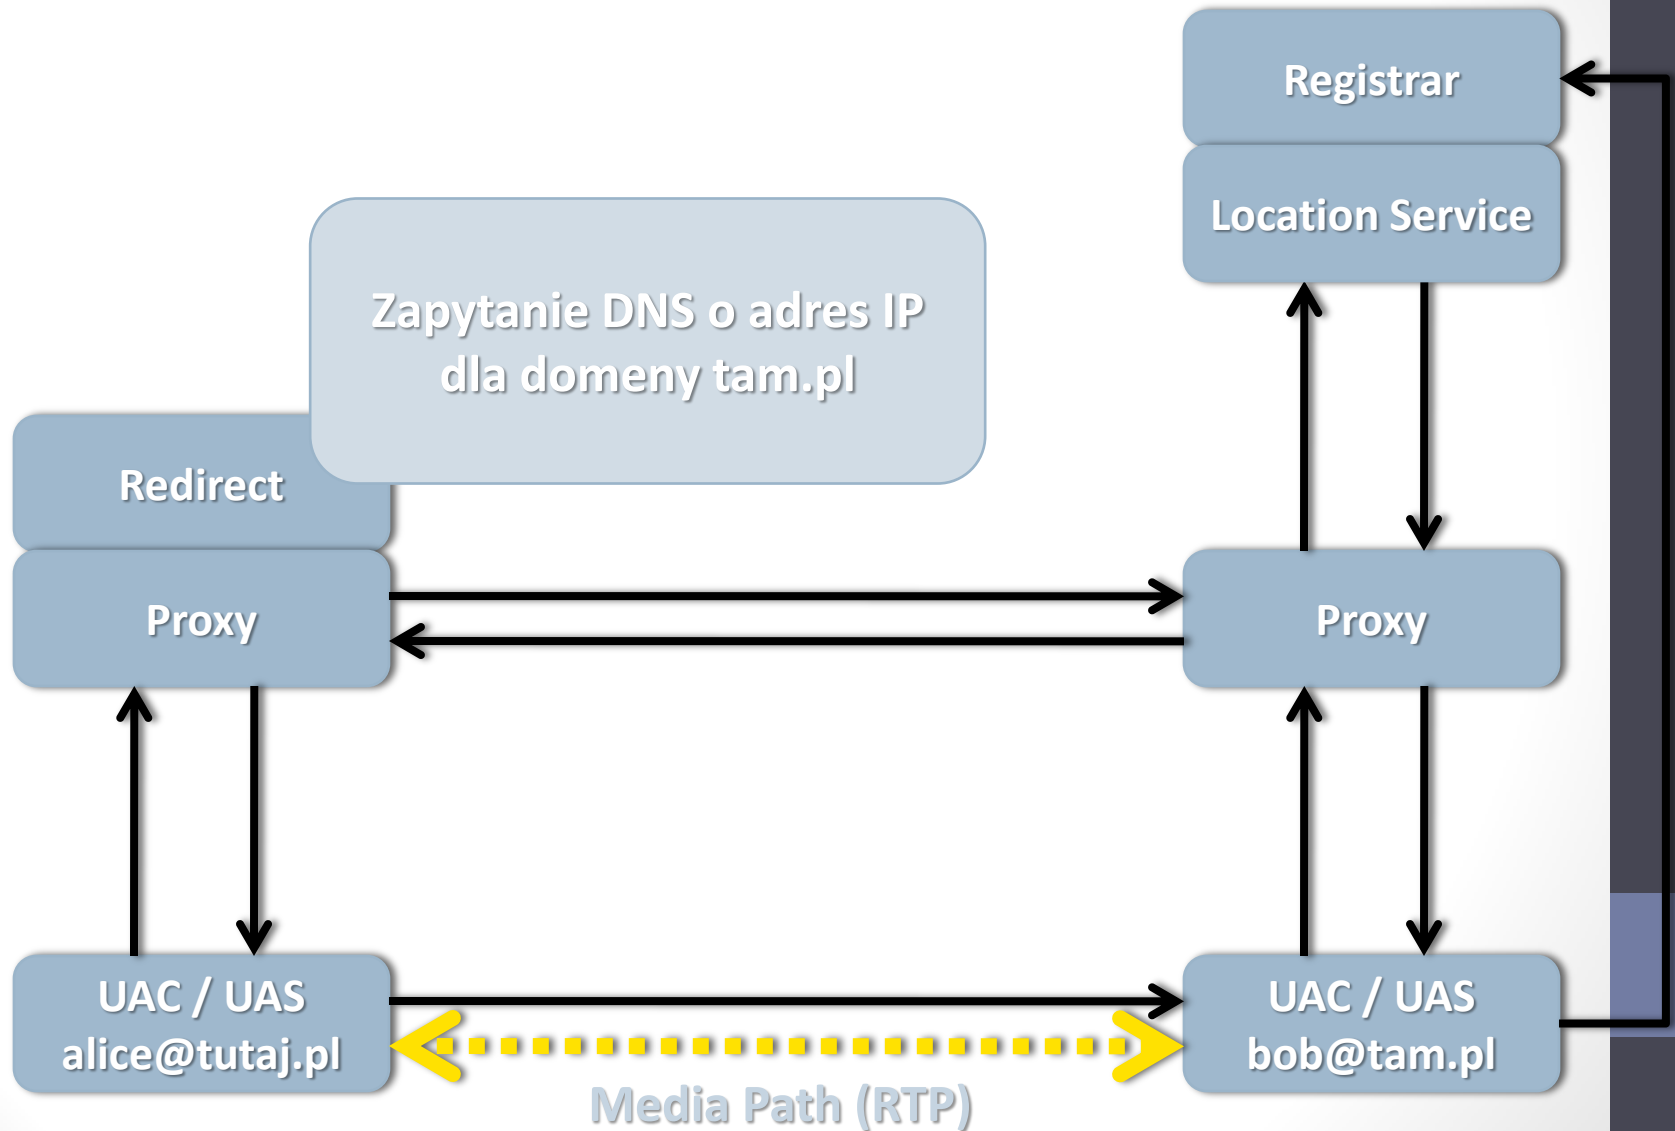 Registrar
Location Service
Zapytanie DNS o adres IP
dla domeny tam.pl
Redirect
Proxy
Proxy
UAC / UAS
alice@tutaj.pl
UAC / UAS
bob@tam.pl
Media Path (RTP)